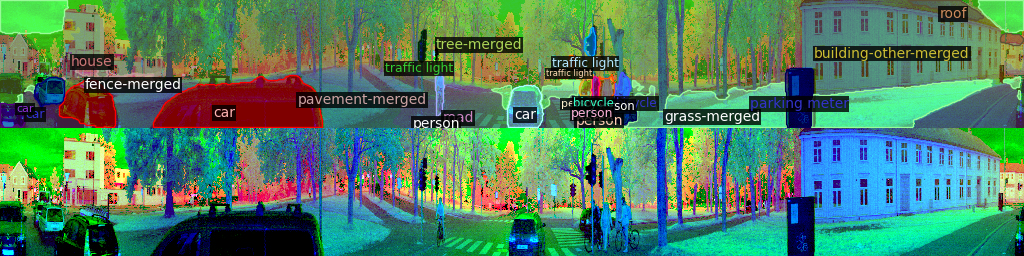 roof
tree-merged
building-other-merged
house
traffic light
traffic light
traffic light
fence-merged
pavement-merged
car
car
car
car
bicycle
person
parking meter
grass-merged
person
person